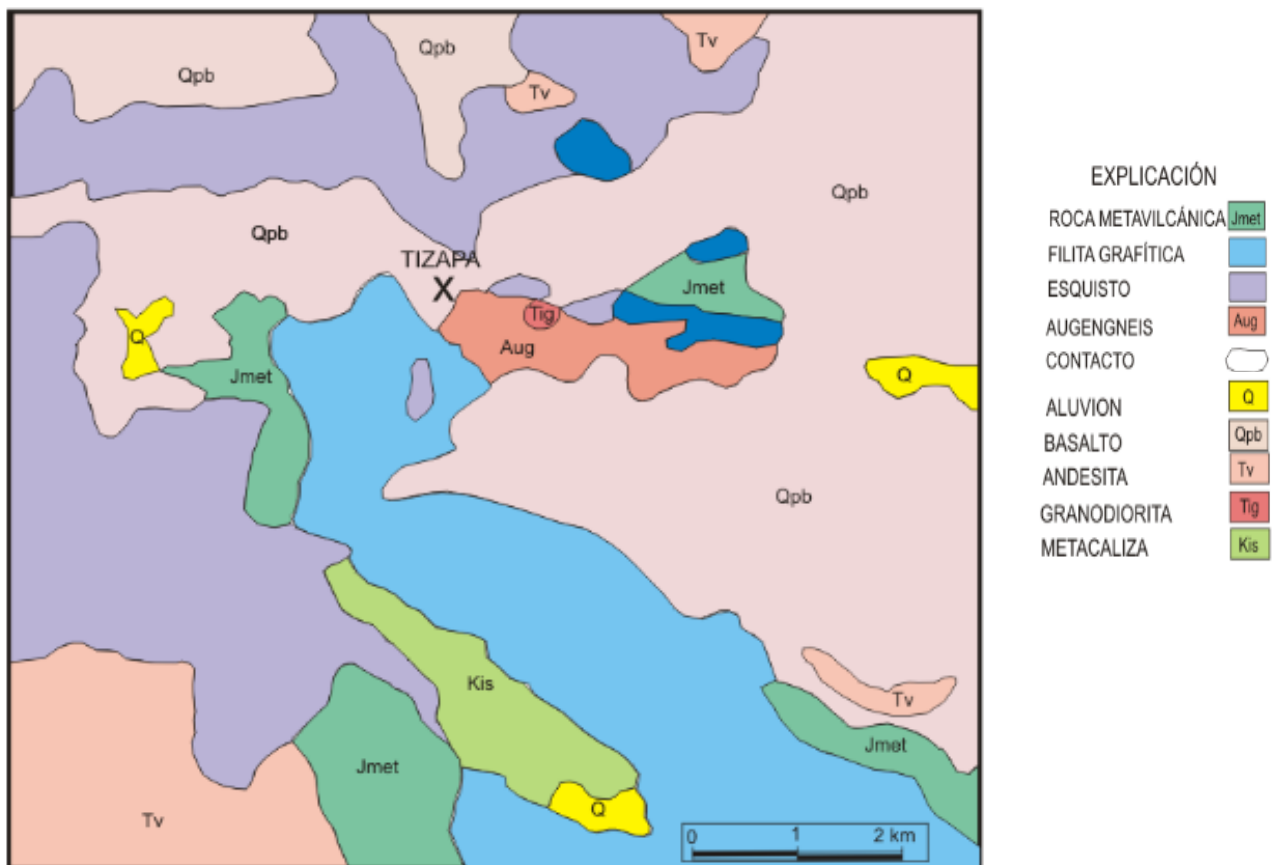 Qpb
Qpb
Tv
Tv
Qpb
Qpb
TIZAPA
X
Jmet
Tig
Q
Aug
Jmet
Q
Qpb
Kis
Tv
Jmet
Jmet
Q
Tv
0 1 2 km
EXPLICACIÓN
ROCA METAVILCÁNICA Jmet
FILITA GRAFÍTICA
ESQUISTO
AUGENGNEIS Aug
CONTACTO
ALUVION Q
BASALTO Qpb
ANDESITA Tv
GRANODIORITA Tig
METACALIZA Kis